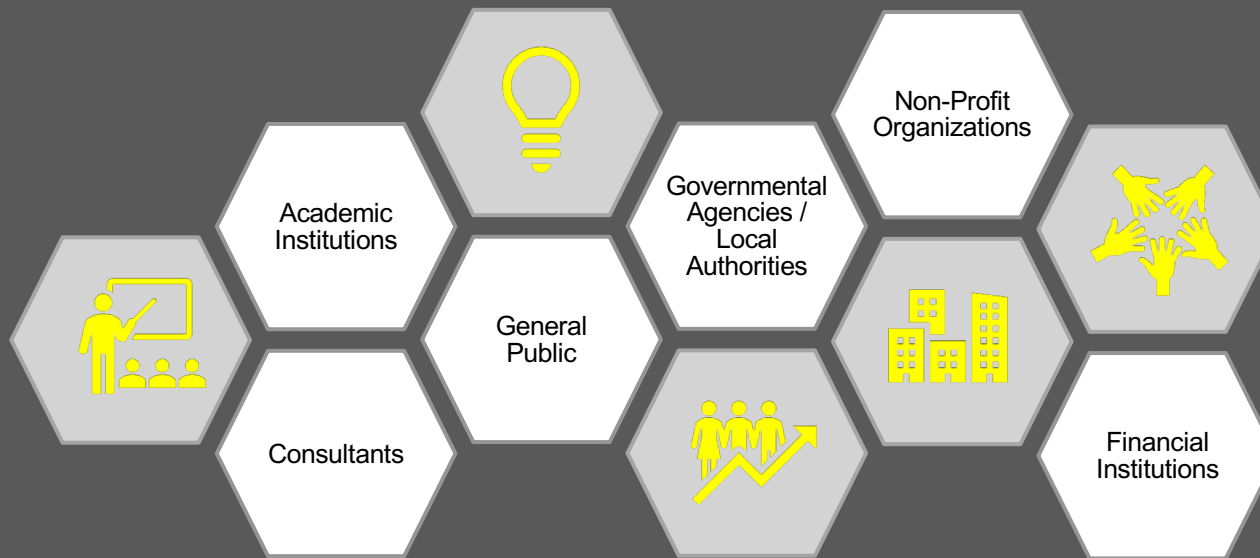 Academic
Institutions
Consultants
General
Public
Governmental
Agencies /
Local
Authorities
Non-Profit
Organizations
Financial
Institutions